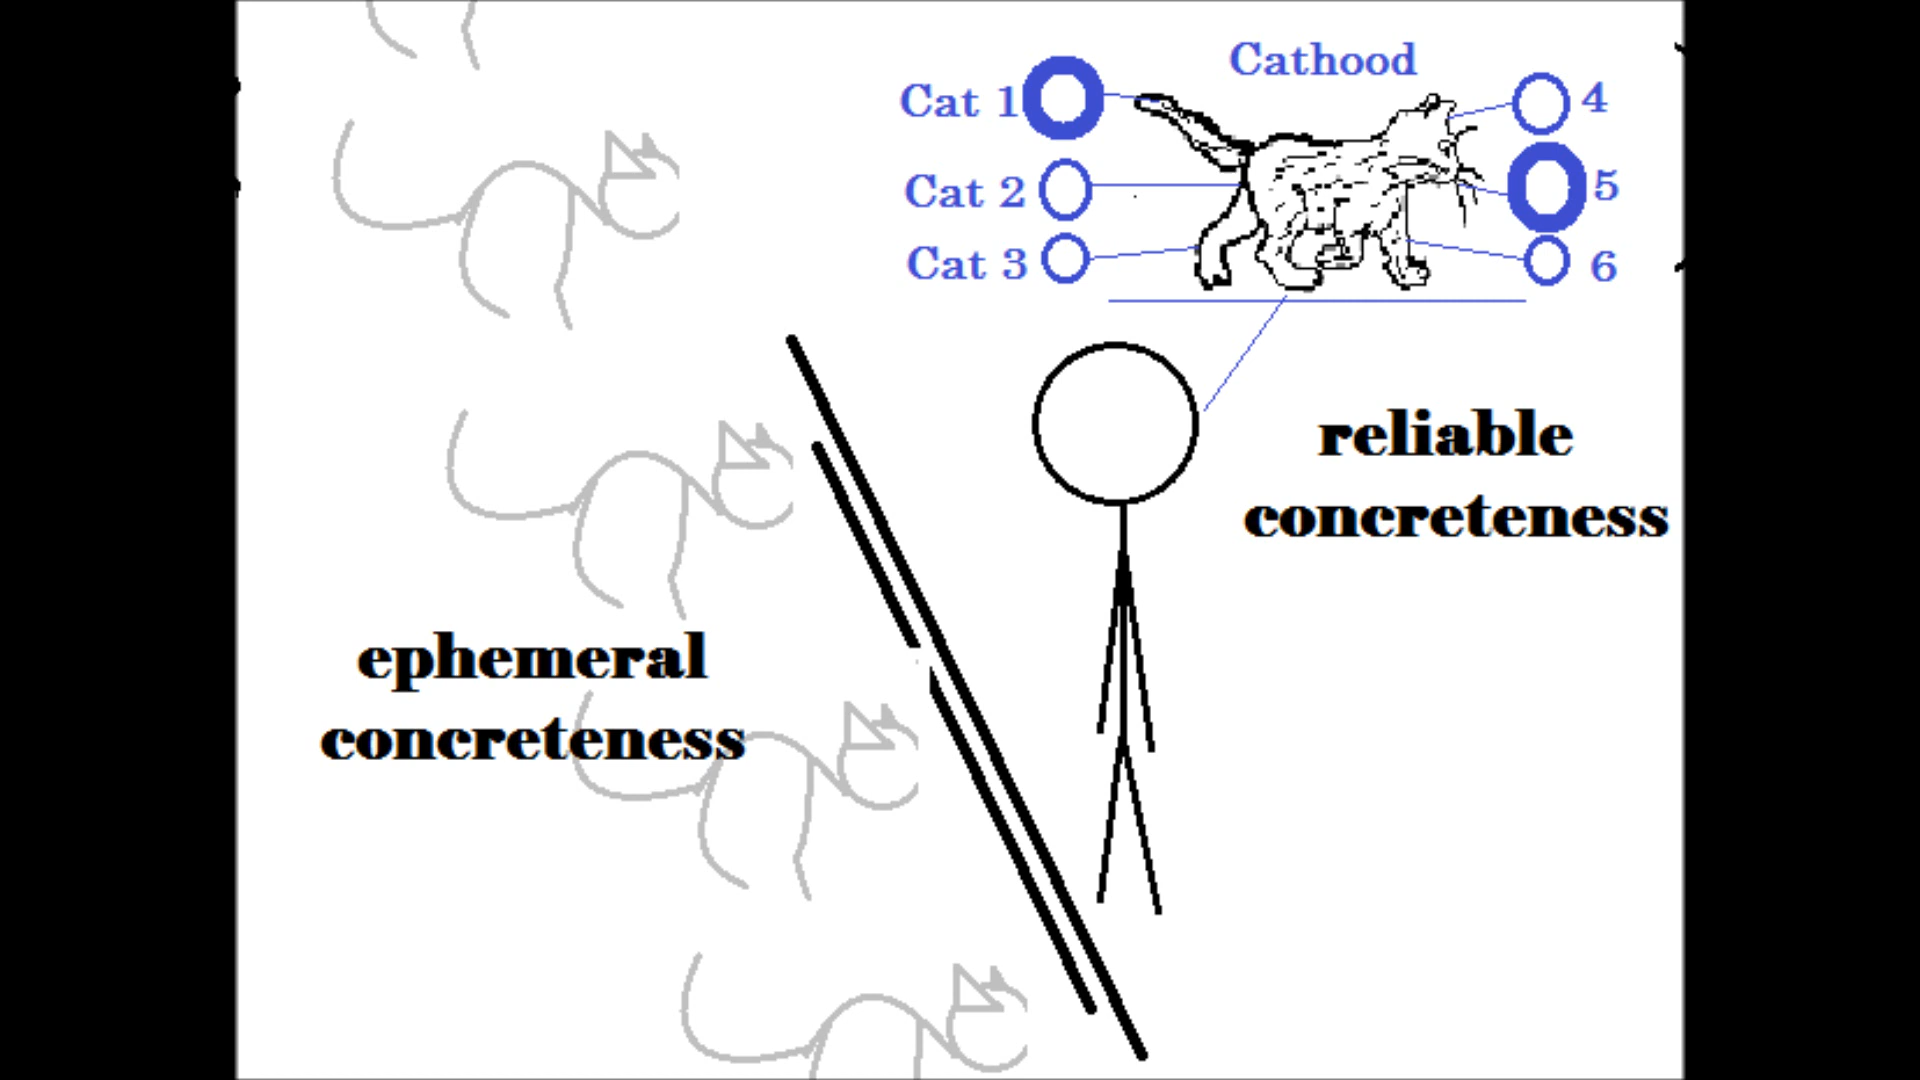 Cathood
Cat 1
4
Cat 2
5
Cat 3
6
reliable
concreteness
ephemeral
concreteness